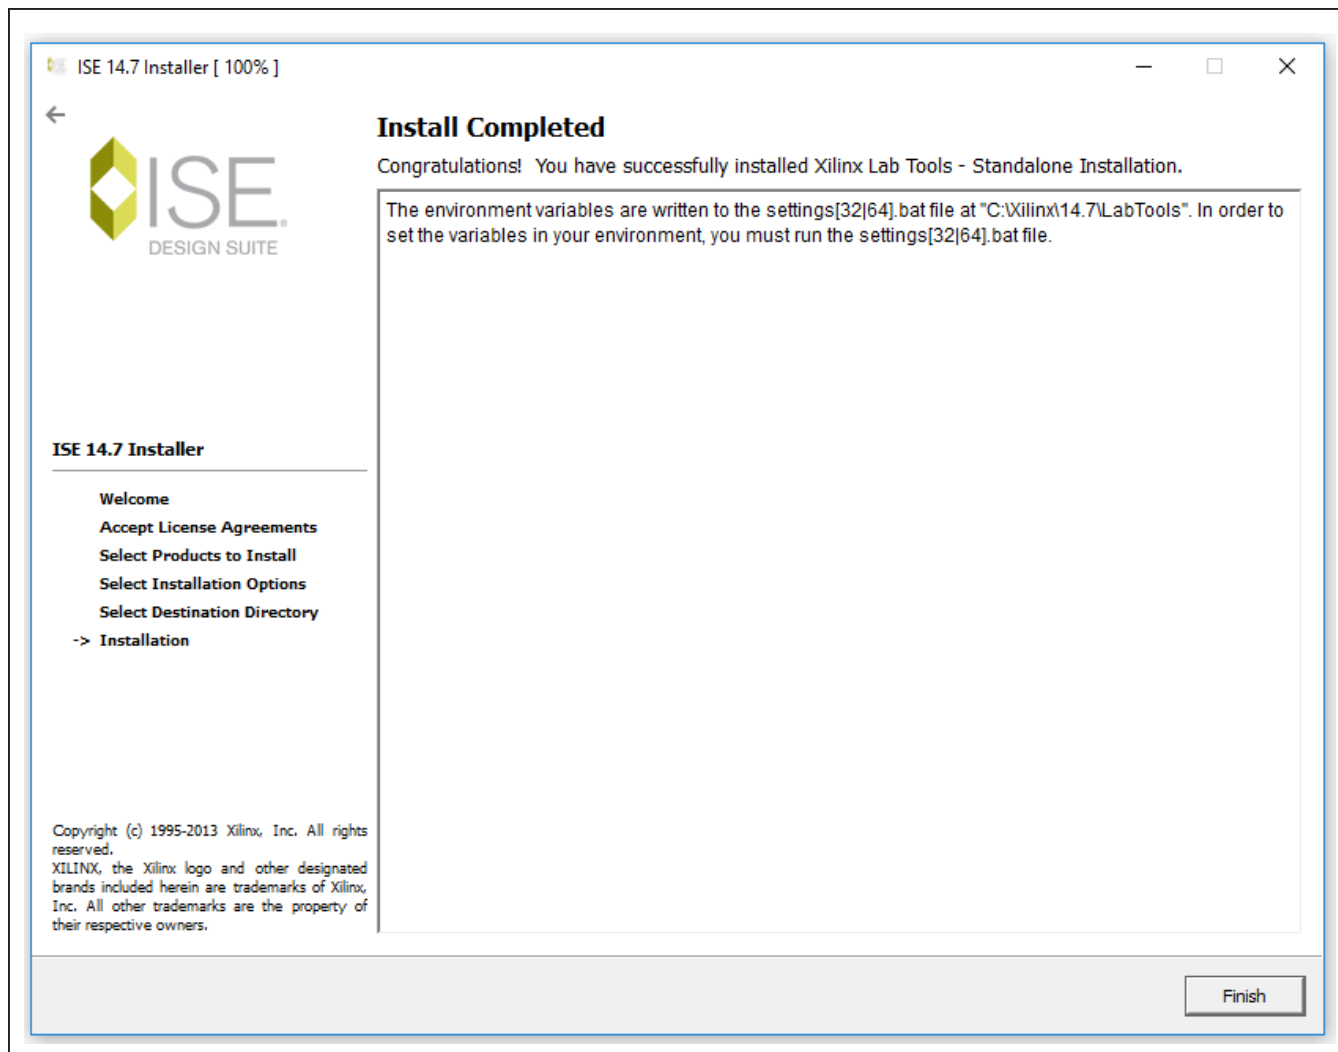 ISE 14.7 Installer [ 100% ]
ISE
DESIGN SUITE
Install Completed
Congratulations!  You have successfully installed Xilinx Lab Tools - Standalone Installation.
The environment variables are written to the settings[32|64].bat file at "C:\Xilinx\14.7\LabTools". In order to
set the variables in your environment, you must run the settings[32|64].bat file.
ISE 14.7 Installer
Welcome
Accept License Agreements
Select Products to Install
Select Installation Options
Select Destination Directory
-> Installation
Copyright (c) 1995-2013 Xilinx, Inc. All rights
reserved.
XILINX, the Xilinx logo and other designated
brands included herein are trademarks of Xilinx,
Inc. All other trademarks are the property of
their respective owners.
Finish